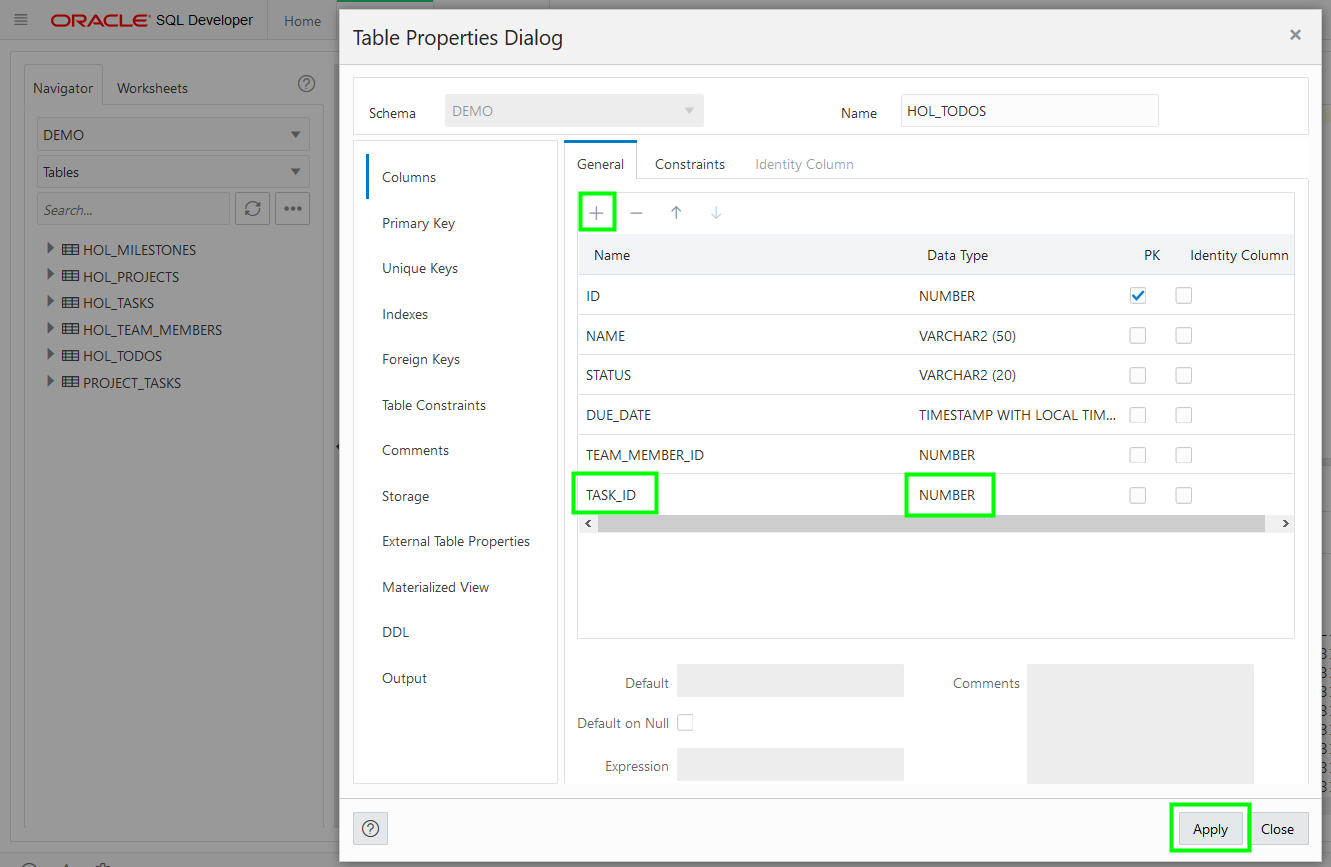 ORACLE SQL Developer
Home
Navigator
Worksheets
DEMO
Tables
Search...
HOL_MILESTONES
HOL_PROJECTS
HOL_TASKS
HOL_TEAM_MEMBERS
HOL_TODOS
PROJECT_TASKS
Table Properties Dialog
Schema DEMO Name HOL_TODOS
Columns
Primary Key
Unique Keys
Indexes
Foreign Keys
Table Constraints
Comments
Storage
External Table Properties
Materialized View
DDL
Output
General Constraints Identity Column
Name Data Type PK Identity Column
ID NUMBER
NAME VARCHAR2 (50)
STATUS VARCHAR2 (20)
DUE_DATE TIMESTAMP WITH LOCAL TIM...
TEAM_MEMBER_ID NUMBER
TASK_ID NUMBER
Default
Comments
Default on Null
Expression
Apply Close